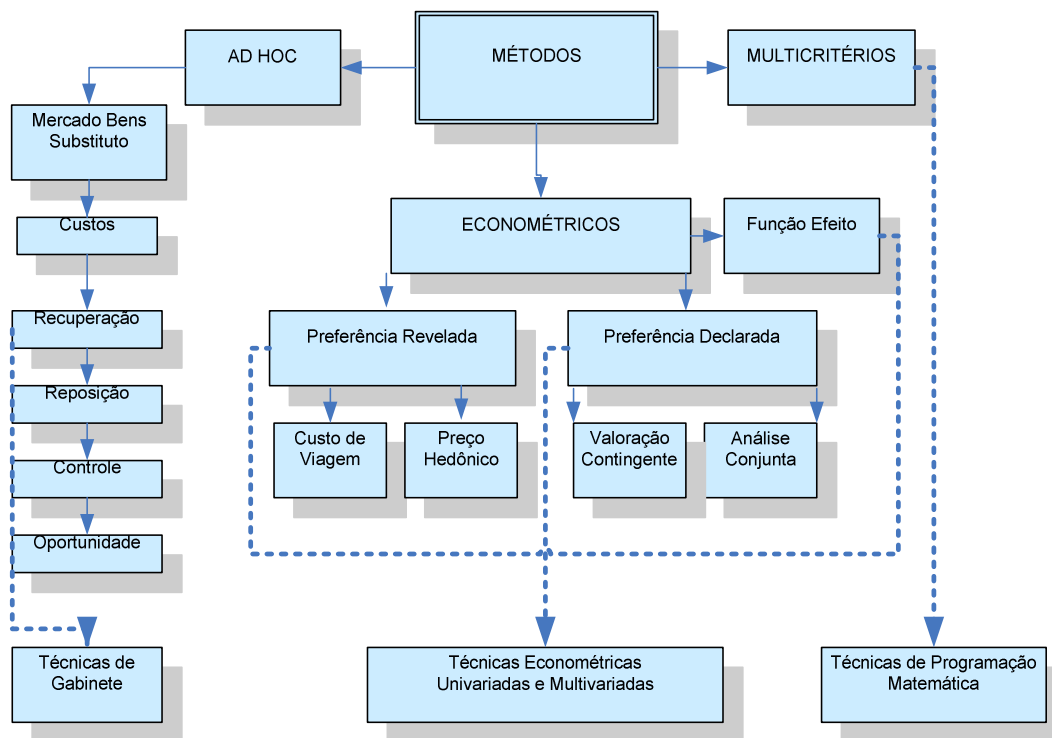 AD HOC
MÉTODOS
MULTICRITÉRIOS
Mercado Bens
Substituto
Custos
ECONOMÉTRICOS
Função Efeito
Recuperação
Preferência Revelada
Preferência Declarada
Reposição
Custo de
Viagem
Preço
Hedônico
Valoração
Contingente
Análise
Conjunta
Controle
Oportunidade
Técnicas de
Gabinete
Técnicas Econométricas
Univariadas e Multivariadas
Técnicas de Programação
Matemática